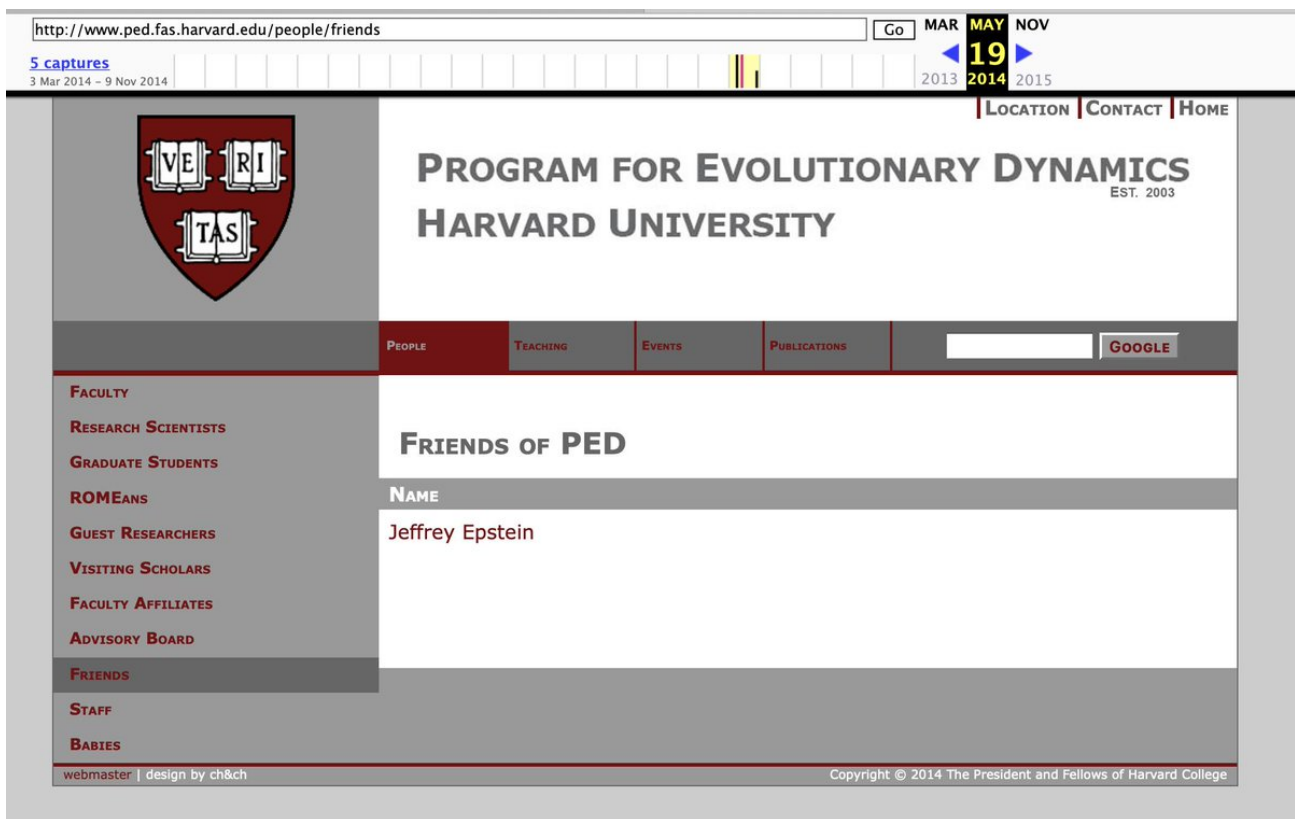 http://www.ped.fas.harvard.edu/people/friends Go MAR MAY NOV
5 captures 19
3 Mar 2014 – 9 Nov 2014 2013 2014 2015
LOCATION CONTACT HOME
VE RI
TAS
PROGRAM FOR EVOLUTIONARY DYNAMICS
EST. 2003
HARVARD UNIVERSITY
PEOPLE TEACHING EVENTS PUBLICATIONS GOOGLE
FACULTY
RESEARCH SCIENTISTS
GRADUATE STUDENTS
ROMEANS
GUEST RESEARCHERS
VISITING SCHOLARS
FACULTY AFFILIATES
ADVISORY BOARD
FRIENDS
STAFF
BABIES
FRIENDS OF PED
NAME
Jeffrey Epstein
webmaster | design by ch&ch Copyright © 2014 The President and Fellows of Harvard College